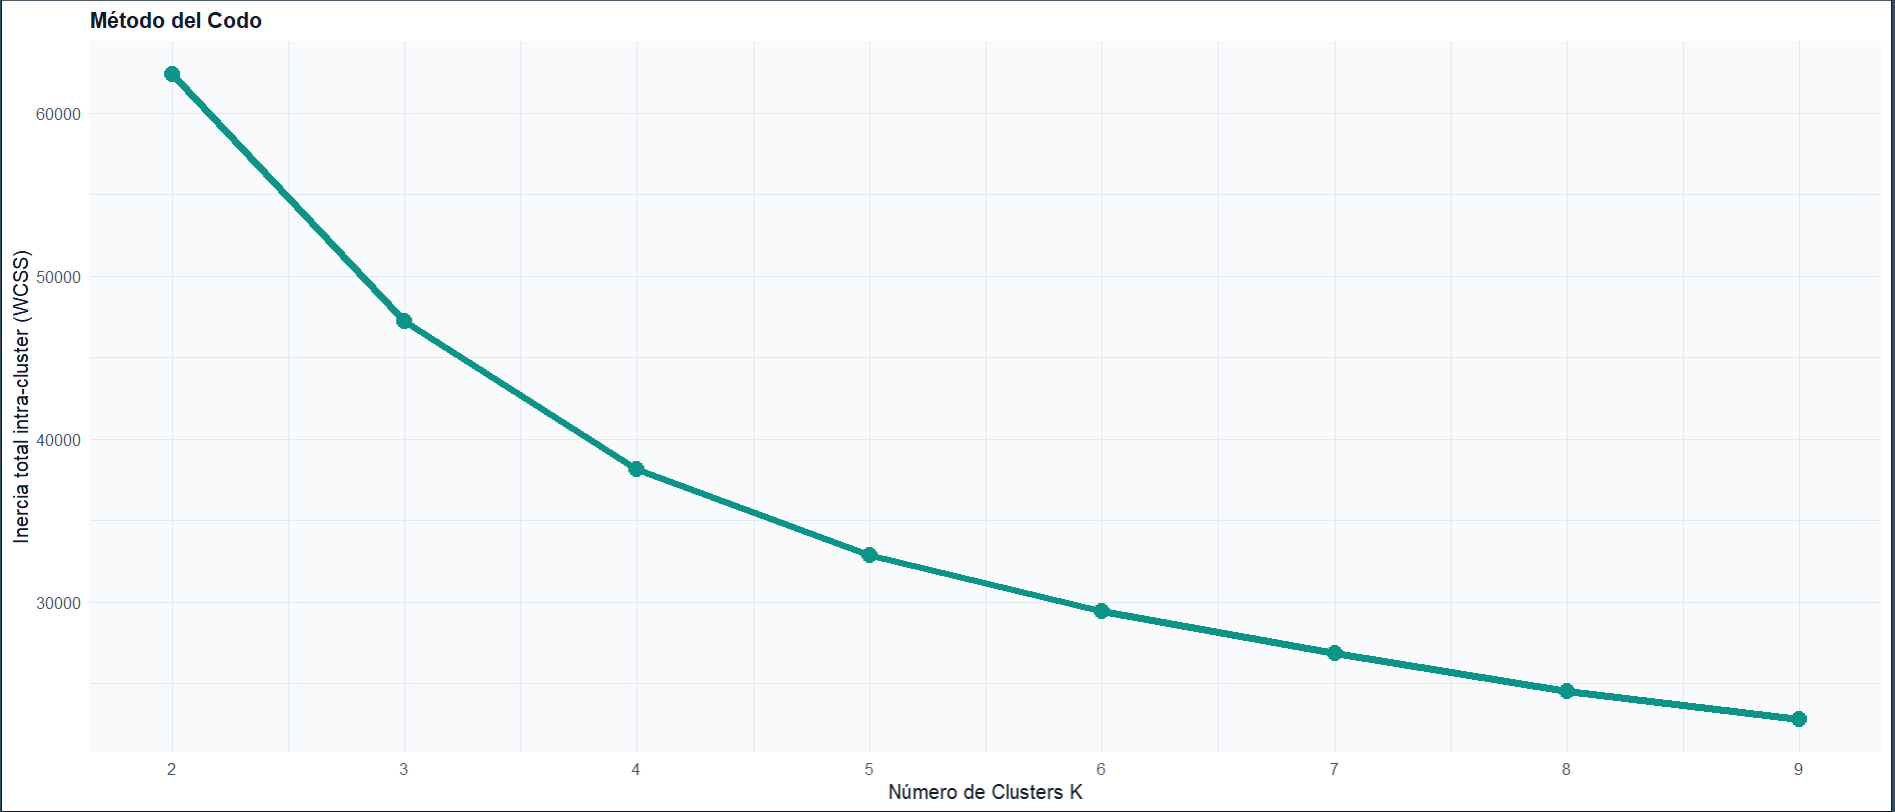 Método del Codo
Inercia total intra-cluster (WCSS)
60000
50000
40000
30000
2 3 4 5 6 7 8 9
Número de Clusters K